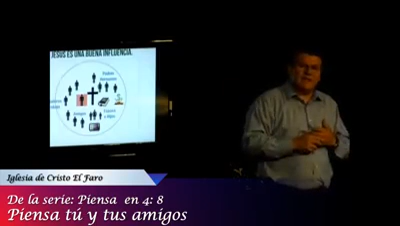 JESUS ES UNA BUENA INFLUENCIA.
Iglesia de Cristo El Faro
De la serie: Piensa en 4: 8
Piensa tú y tus amigos